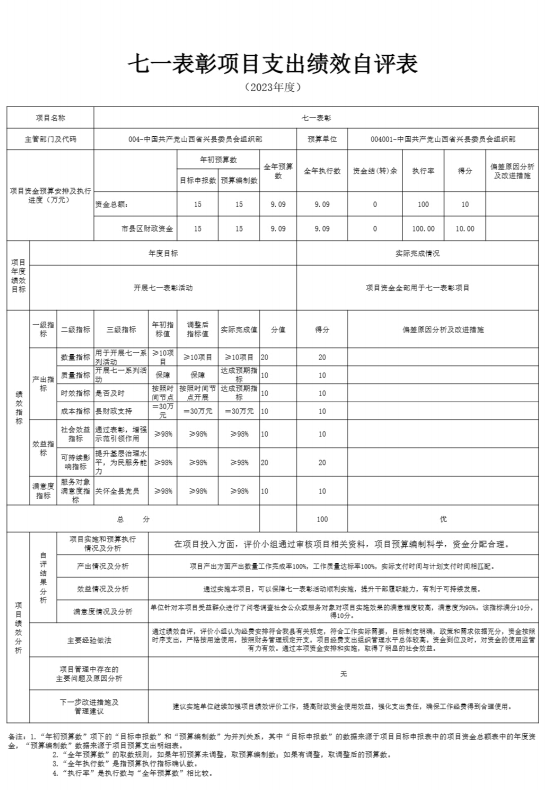 七一表彰项目支出绩效自评表
（2023年度）
项目名称 七一表彰
主管部门及代码 004-中国共产党山西省兴县委员会组织部 预算单位 004001-中国共产党山西省兴县委员会组织部
项目资金预算安排及执行进度（万元） 年初预算数 全年预算数 全年执行数 资金结(转)余 执行率 得分 偏差原因分析及改进措施
目标申报数 预算编制数
资金总额： 15 15 9.09 9.09 0 100 10
市县区财政资金 15 15 9.09 9.09 0 100.00 10.00
项目年度绩效目标 年度目标 实际完成情况
开展七一表彰活动 项目资金全部用于七一表彰项目
绩效指标 一级指标 二级指标 三级指标 年初指标值 调整后指标值 实际完成值 分值 得分 偏差原因分析及改进措施
产出指标 数量指标 用于开展七一系列活动 ≥10项目 ≥10项目 ≥10项目 20 20
质量指标 开展七一系列活动 保障 保障 达成预期指标 10 10
时效指标 是否及时 按照时间节点 按照时间节点开展 达成预期指标 10 10
成本指标 县财政支持 ＝30万元 ＝30万元 ＝30万元 10 10
效益指标 社会效益指标 通过表彰，增强示范引领作用 ≥98% ≥98% ≥98% 10 10
可持续影响指标 提升基层治理水平，为民服务能力 ≥98% ≥98% ≥98% 20 20
满意度指标 服务对象满意度指标 关怀全县党员 ≥98% ≥98% ≥98% 10 10
总 分 100 优
项目绩效分析 自评结果分析 项目实施和预算执行情况及分析 在项目投入方面，评价小组通过审核项目相关资料，项目预算编制科学，资金分配合理。
产出情况及分析 项目产出方面产出数量工作完成率100%，工作质量达标率100%，实际支付时间与计划支付时间相匹配。
效益情况及分析 通过实施本项目，可以保障七一表彰活动顺利实施，提升干部履职能力，有利于可持续发展。
满意度情况及分析 单位针对本项目受益群众进行了问卷调查社会公众或服务对象对项目实施效果的满意程度较高，满意度为95%。该指标满分10分，得10分。
主要经验做法 通过绩效自评，评价小组认为经费安排符合我县有关规定，符合工作实际需要，目标制定明确，政策和需求依据充分，资金按照时序支出，严格按用途使用，按照财务管理规定开支，项目经费支出组织管理水平总体较高，资金到位及时，对资金的使用监管有力有效。通过本项资金安排和实施，取得了明显的社会效益。
项目管理中存在的主要问题及原因分析 无
下一步改进措施及管理建议 建议实施单位继续加强项目绩效评价工作，提高财政资金使用效益，强化支出责任，确保工作经费得到合理使用。
备注：1.“年初预算数”项下的“目标申报数”和“预算编制数”为并列关系，其中“目标申报数”的数据来源于项目目标申报表中的项目资金总额表中的年度资
金，“预算编制数”数据来源于项目预算支出明细表。
2.“全年预算数”的取数规则，如果年初预算未调整，取预算编制数；如果有调整，取调整后的预算数。
3.“全年执行数”是指预算执行指标确认数。
4.“执行率”是执行数与“全年预算数”相比较。